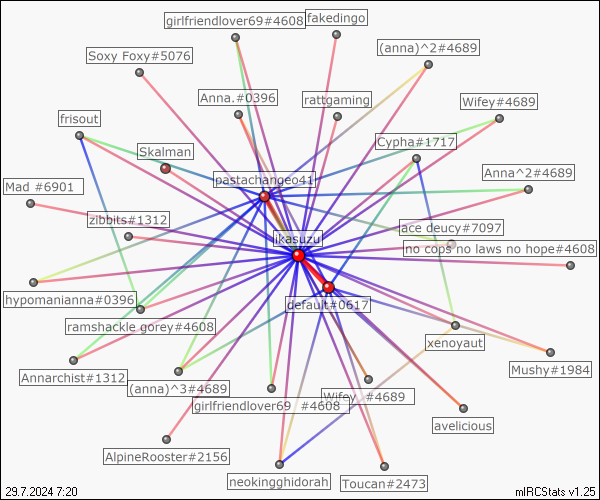 girlfriendlover69#4608
fakedingo
(anna)^2#4689
Soxy Foxy#5076
Anna.#0396
rattgaming
Wifey#4689
frisout
Cypha#1717
Skalman
pastachangeo41
Anna^2#4689
Mad #6901
zibbits#1312
ace deucy#7097
ikasuzu
no cops no laws no hope#4608
hypomanianna#0396
default#0617
ramshackle gorey#4608
xenoyaut
Mushy#1984
Annarchist#1312
(anna)^3#4689
Wifey #4689
girlfriendlover69 #4608
avelicious
AlpineRooster#2156
neokingghidorah
Toucan#2473
29.7.2024 7:20
mIRCStats v1.25